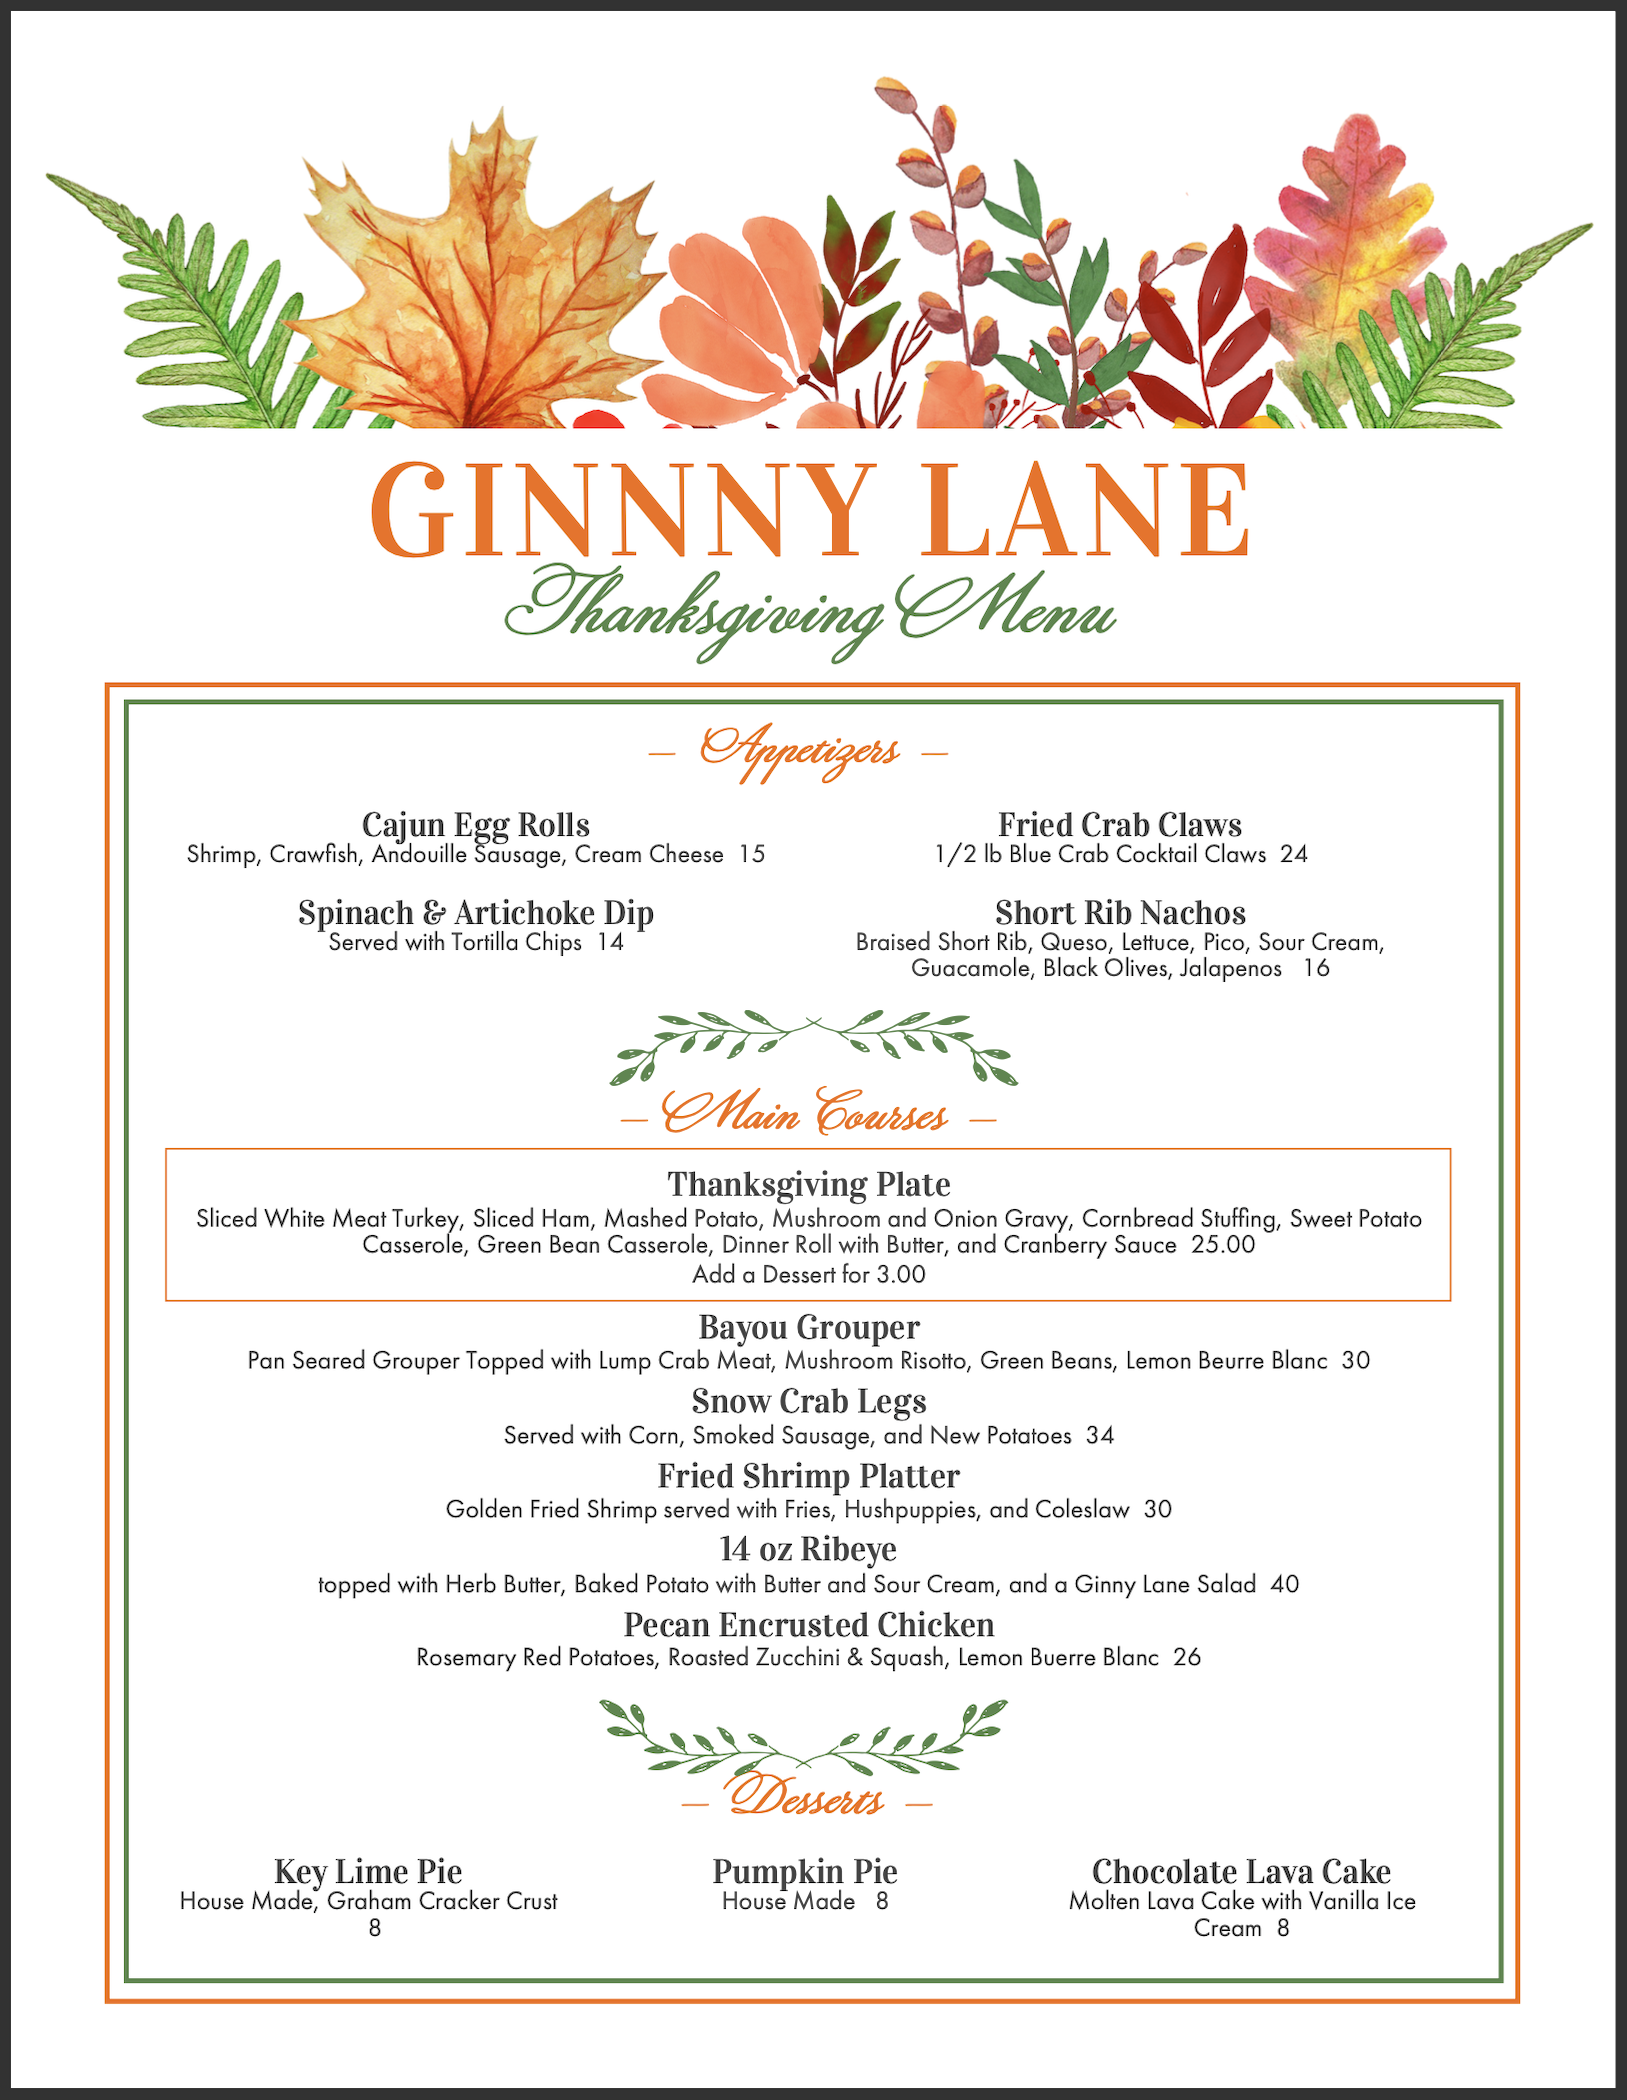 GINNNY LANE
Thanksgiving Menu
– Appetizers –
Cajun Egg Rolls
Shrimp, Crawfish, Andouille Sausage, Cream Cheese 15
Fried Crab Claws
1/2 lb Blue Crab Cocktail Claws 24
Spinach & Artichoke Dip
Served with Tortilla Chips 14
Short Rib Nachos
Braised Short Rib, Queso, Lettuce, Pico, Sour Cream,
Guacamole, Black Olives, Jalapenos 16
– Main Courses –
Thanksgiving Plate
Sliced White Meat Turkey, Sliced Ham, Mashed Potato, Mushroom and Onion Gravy, Cornbread Stuffing, Sweet Potato
Casserole, Green Bean Casserole, Dinner Roll with Butter, and Cranberry Sauce 25.00
Add a Dessert for 3.00
Bayou Grouper
Pan Seared Grouper Topped with Lump Crab Meat, Mushroom Risotto, Green Beans, Lemon Beurre Blanc 30
Snow Crab Legs
Served with Corn, Smoked Sausage, and New Potatoes 34
Fried Shrimp Platter
Golden Fried Shrimp served with Fries, Hushpuppies, and Coleslaw 30
14 oz Ribeye
topped with Herb Butter, Baked Potato with Butter and Sour Cream, and a Ginny Lane Salad 40
Pecan Encrusted Chicken
Rosemary Red Potatoes, Roasted Zucchini & Squash, Lemon Buerre Blanc 26
– Desserts –
Key Lime Pie
House Made, Graham Cracker Crust
8
Pumpkin Pie
House Made 8
Chocolate Lava Cake
Molten Lava Cake with Vanilla Ice
Cream 8